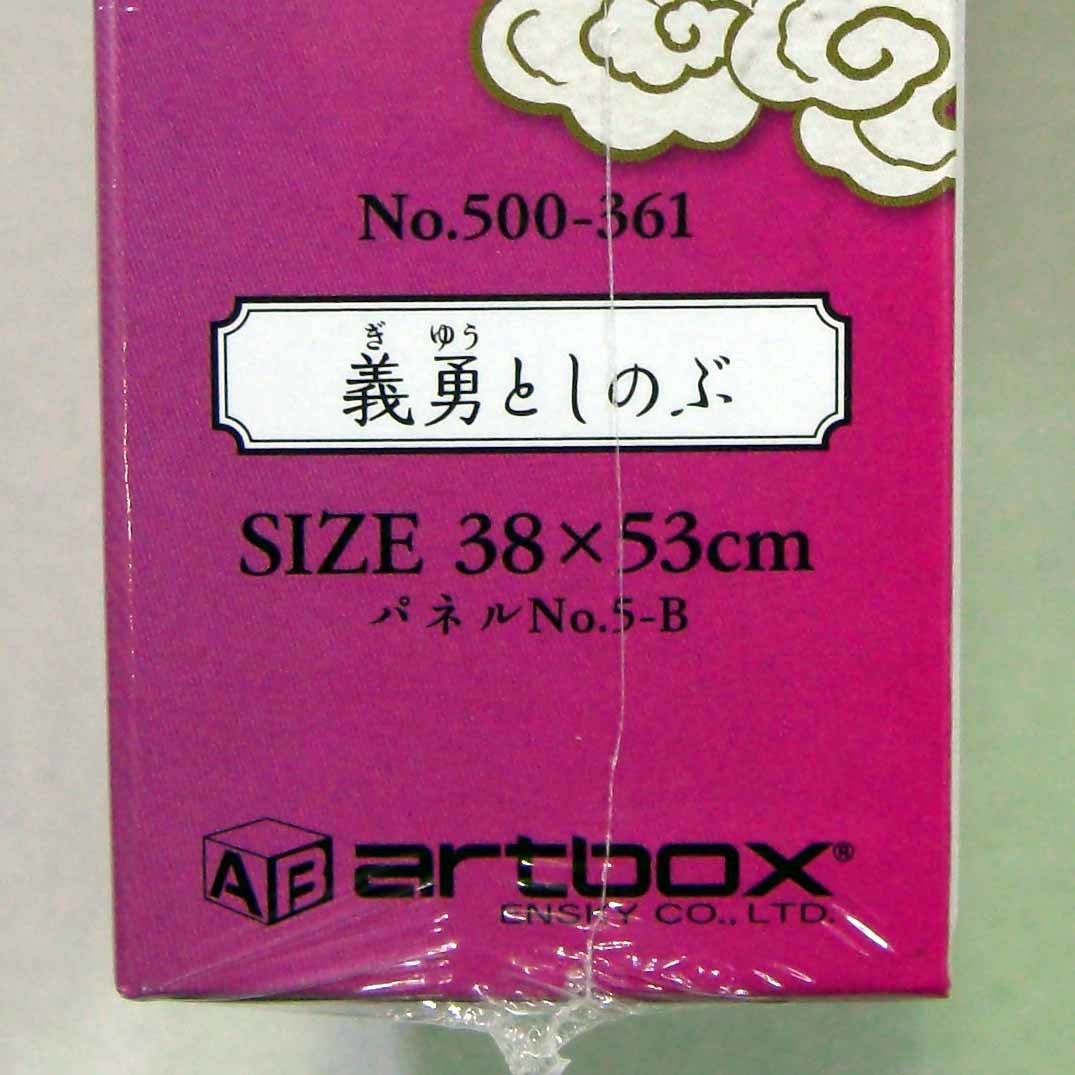 No.500-361
ぎ ゆう
義勇としのぶ
SIZE 38×53cm
パネルNo.5-B
AB artbox®
ENSKY CO., LTD.